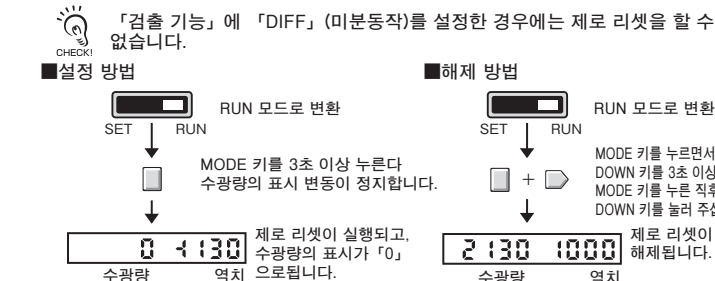 「검출 기능」에 「DIFF」(미분동작)를 설정한 경우에는 제로 리셋을 할 수
없습니다.
CHECK!
■설정 방법
SET RUN
RUN 모드로 변환
MODE 키를 3초 이상 누른다
수광량의 표시 변동이 정지합니다.
0 -1130
수광량 역치
제로 리셋이 실행되고,
수광량의 표시가「0」
으로됩니다.
■해제 방법
SET RUN
RUN 모드로 변환
+
MODE 키를 누르면서
DOWN 키를 3초 이상
MODE 키를 누른 직후
DOWN 키를 눌러 주십
2130 1000
수광량 역치
제로 리셋이
해제됩니다.